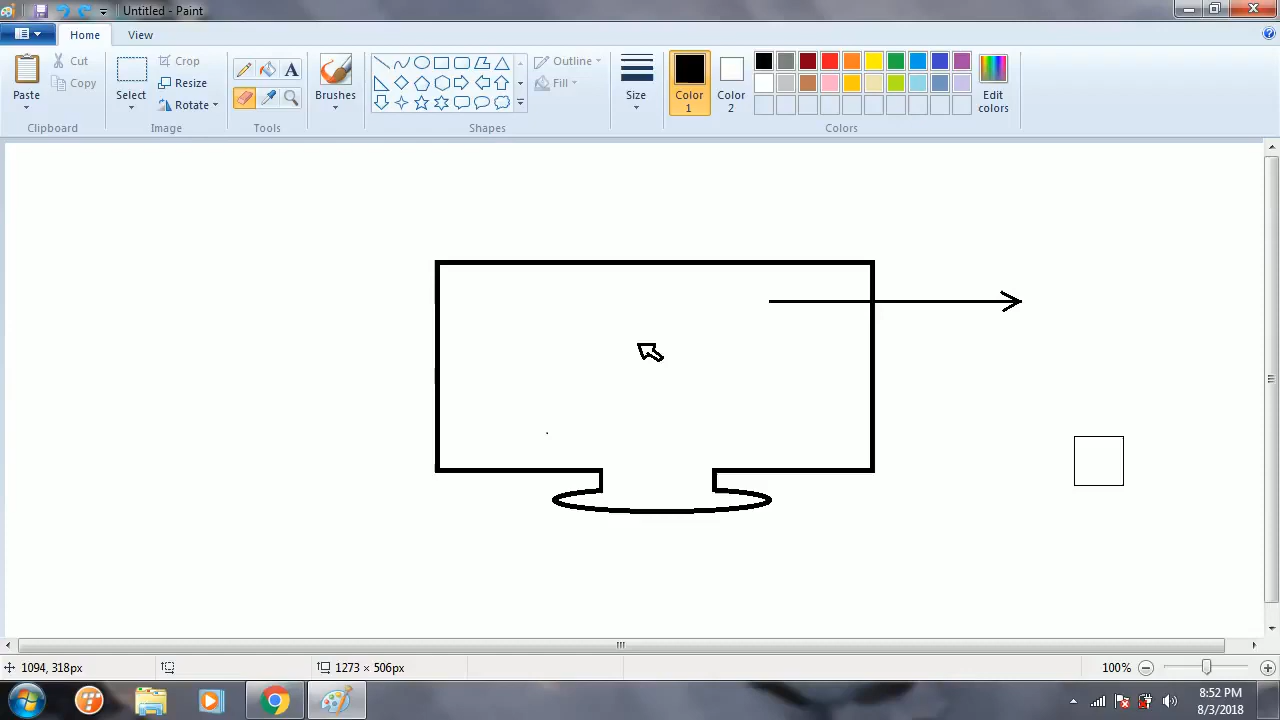 Untitled - Paint
Home View
Paste Cut Copy Clipboard
Select Crop Resize Rotate Image
A Tools
Brushes
Outline Fill Shapes
Size
Color 1 Color 2 Edit colors Colors
1094, 318px 1273 × 506px 100%
8:52 PM
8/3/2018